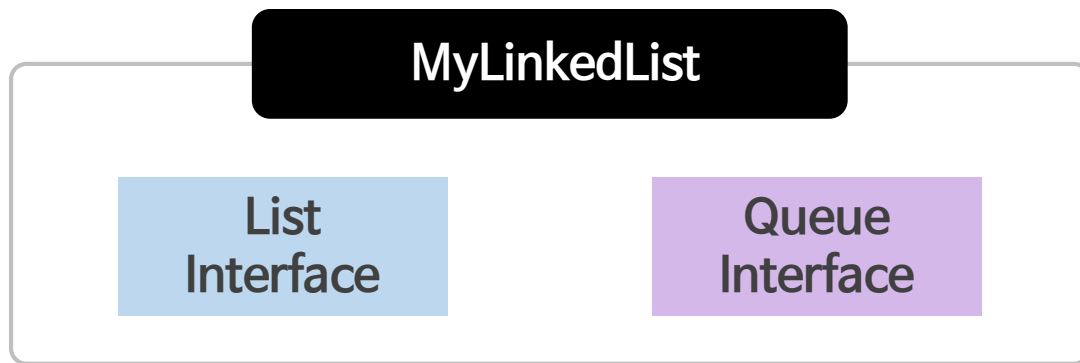 MyLinkedList
List
Interface
Queue
Interface